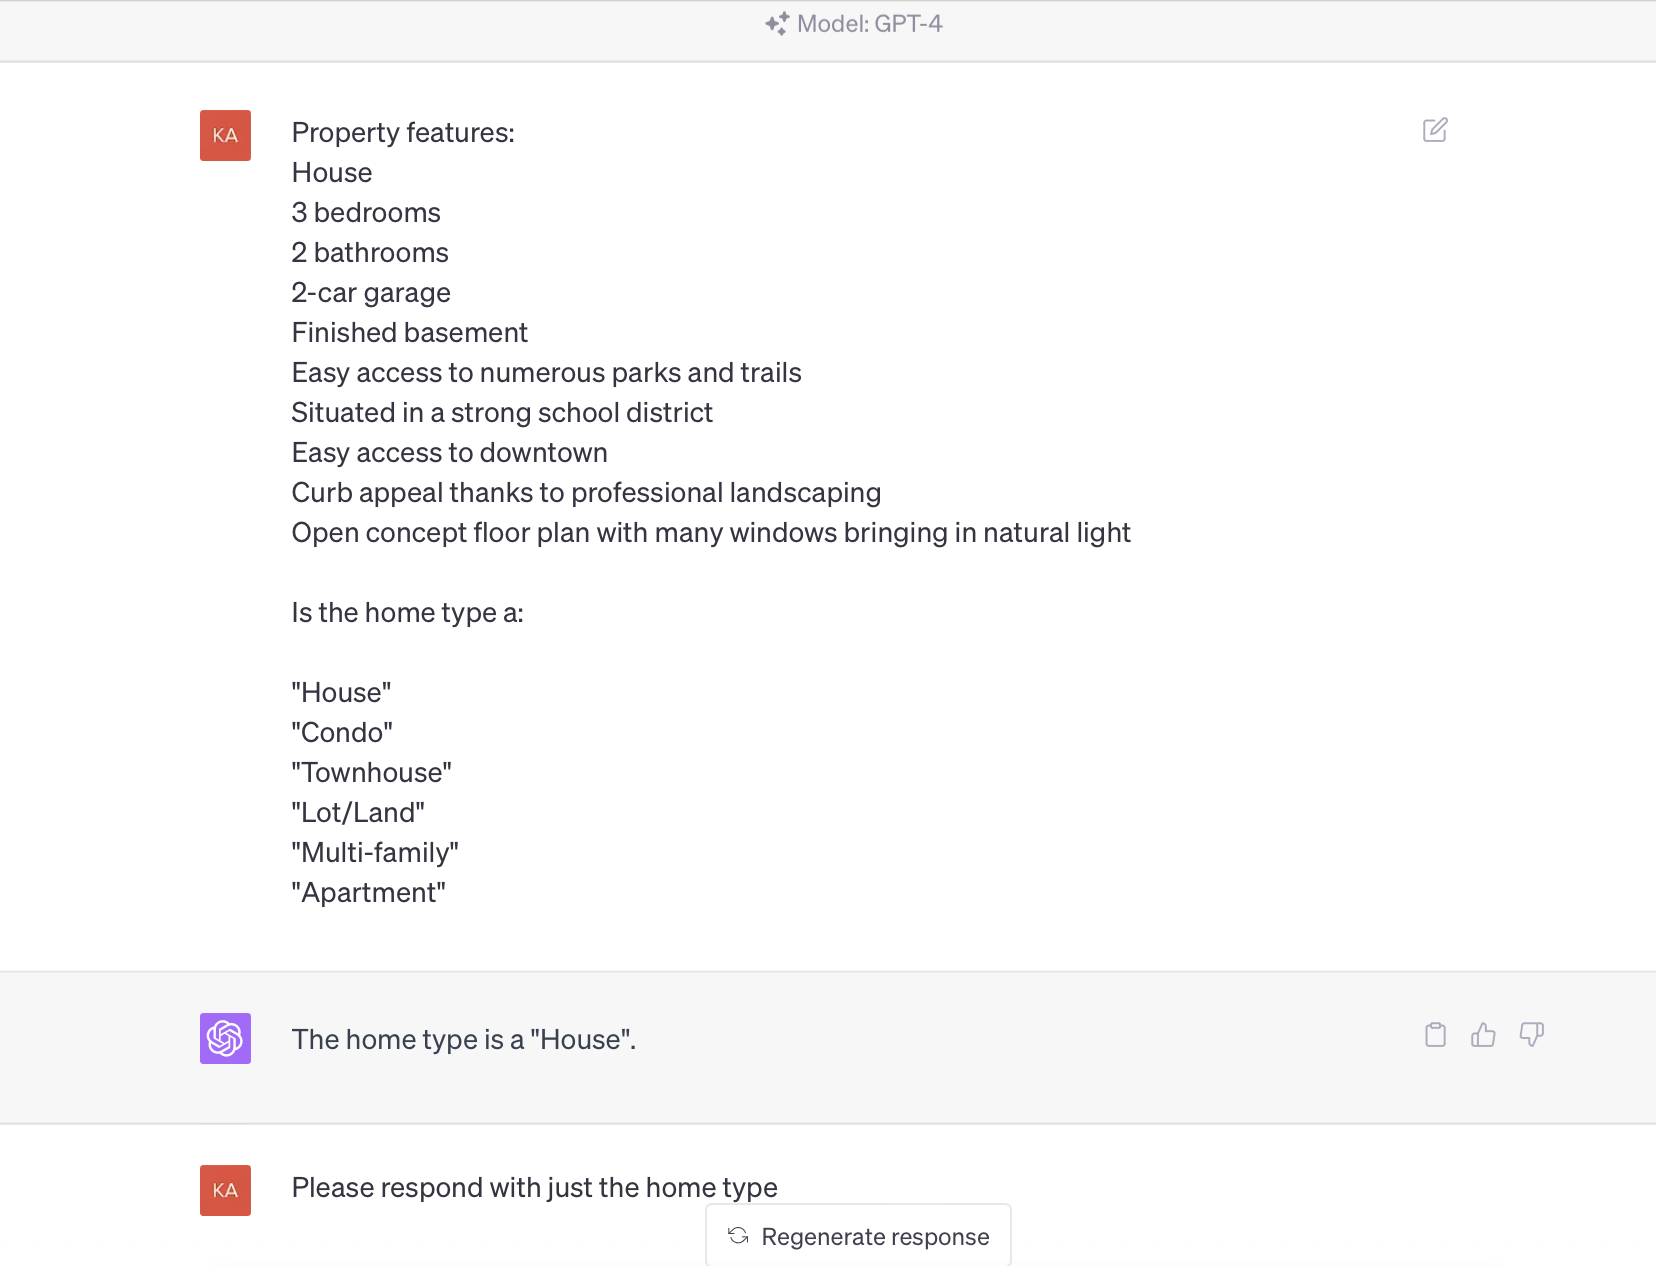 Model: GPT-4
KA
Property features:
House
3 bedrooms
2 bathrooms
2-car garage
Finished basement
Easy access to numerous parks and trails
Situated in a strong school district
Easy access to downtown
Curb appeal thanks to professional landscaping
Open concept floor plan with many windows bringing in natural light
Is the home type a:
"House"
"Condo"
"Townhouse"
"Lot/Land"
"Multi-family"
"Apartment"
The home type is a "House".
KA
Please respond with just the home type
Regenerate response